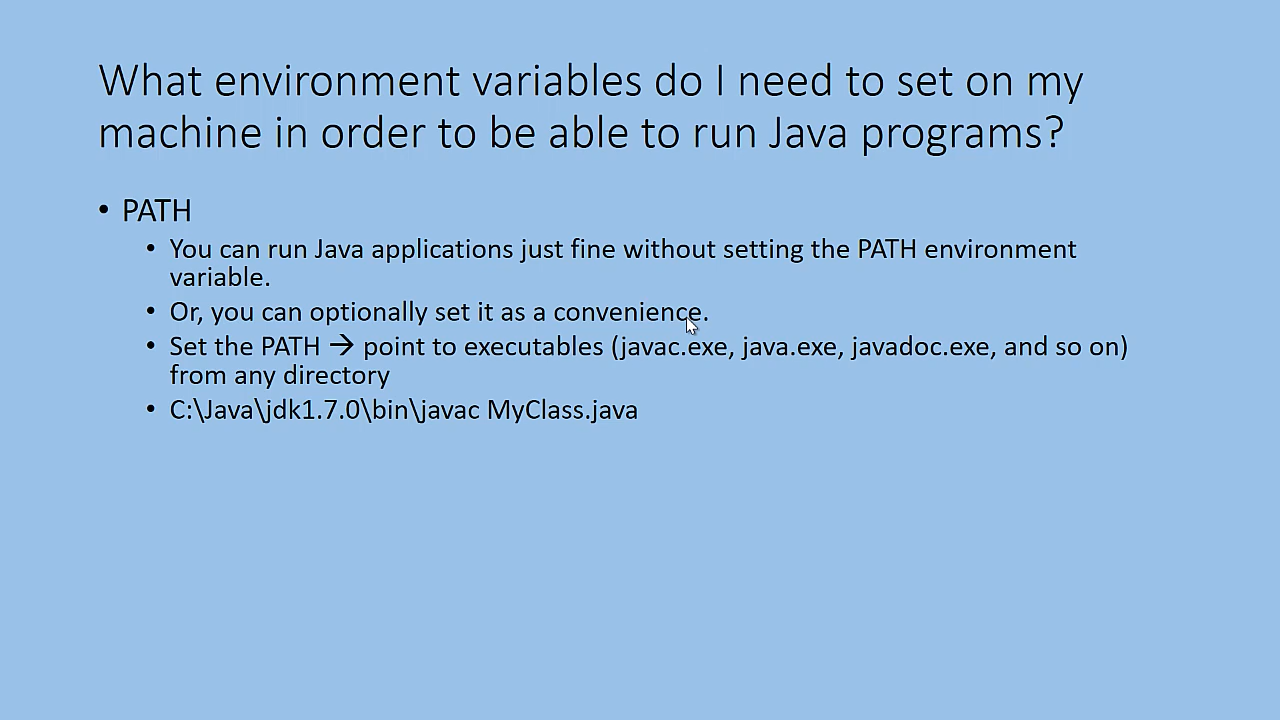 What environment variables do I need to set on my
machine in order to be able to run Java programs?
• PATH
• You can run Java applications just fine without setting the PATH environment
variable.
• Or, you can optionally set it as a convenience.
• Set the PATH → point to executables (javac.exe, java.exe, javadoc.exe, and so on)
from any directory
• C:\Java\jdk1.7.0\bin\javac MyClass.java